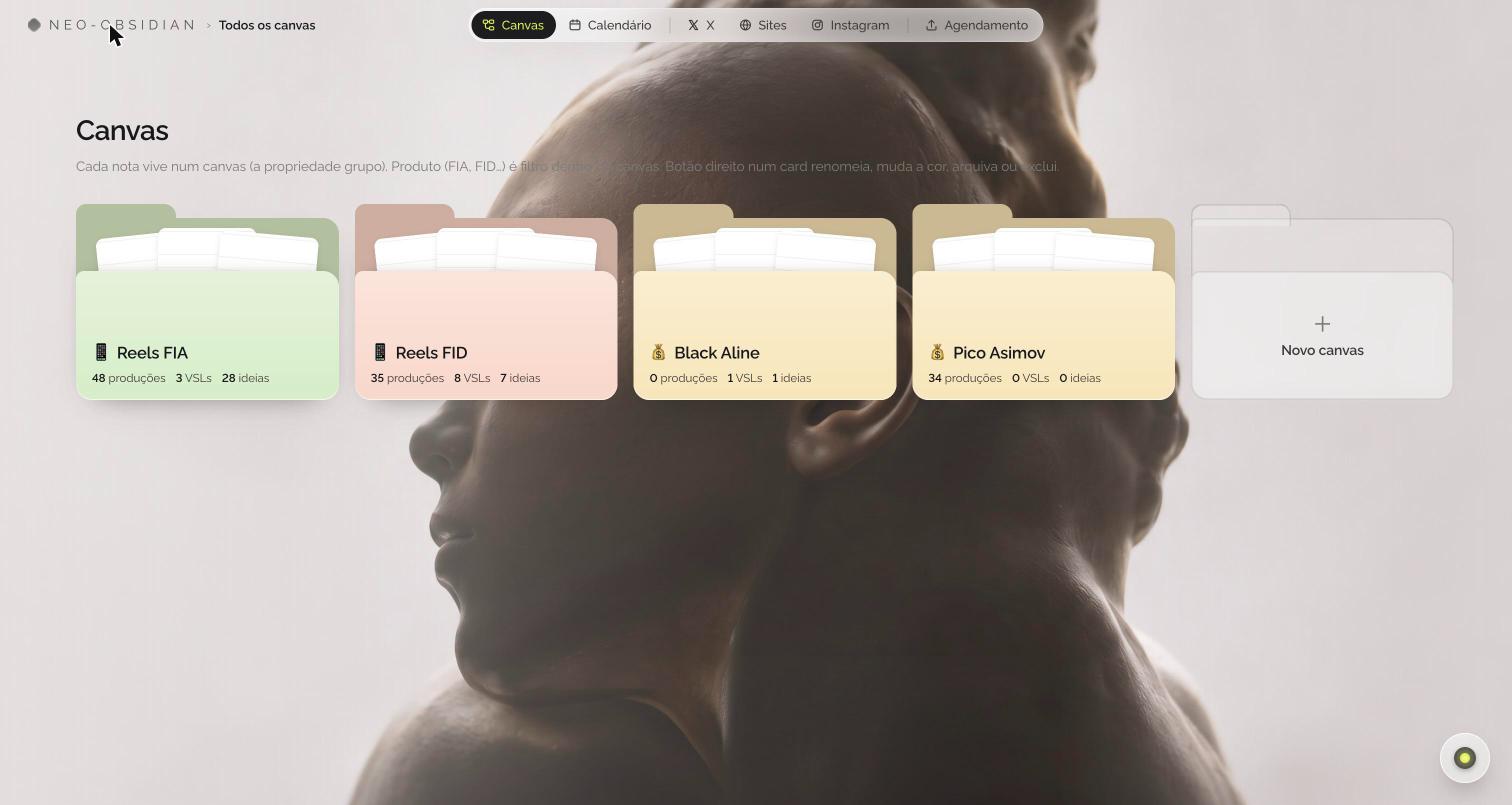 NEO-OBSIDIAN › Todos os canvas
Canvas Calendário X Sites Instagram Agendamento
Canvas
Cada nota vive num canvas (a propriedade grupo). Produto (FIA, FID…) é filtro dentro do canvas. Botão direito num card renomeia, muda a cor, arquiva ou exclui.
Reels FIA
48 produções 3 VSLs 28 ideias
Reels FID
35 produções 8 VSLs 7 ideias
Black Aline
0 produções 1 VSLs 1 ideias
Pico Asimov
34 produções 0 VSLs 0 ideias
+
Novo canvas